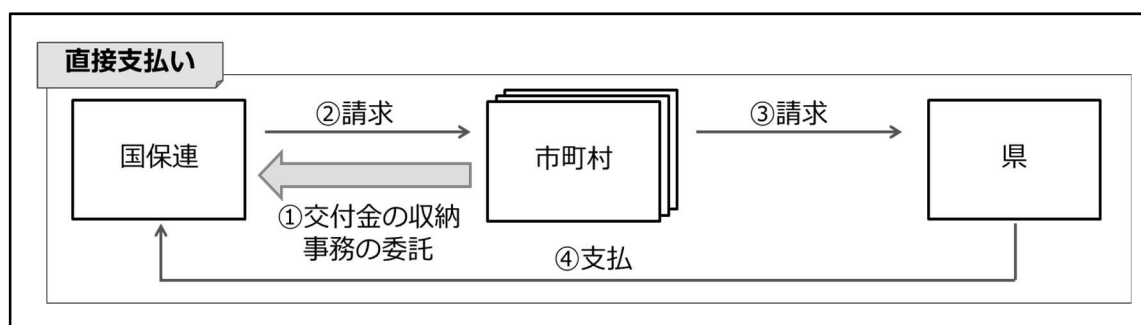 直接支払い
国保連
②請求
市町村
③請求
県
①交付金の収納
事務の委託
④支払